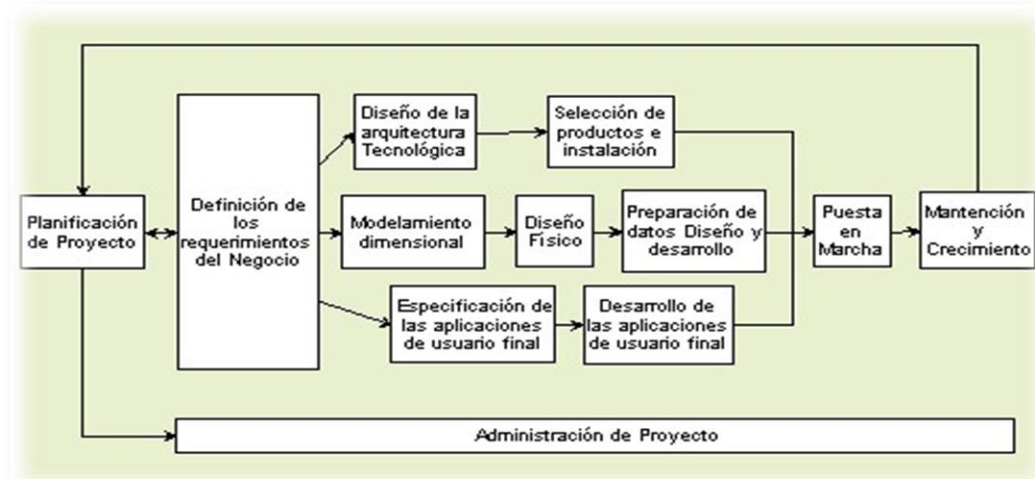 Planificación
de Proyecto
Definición de
los
requerimientos
del Negocio
Diseño de la
arquitectura
Tecnológica
Selección de
productos e
instalación
Modelamiento
dimensional
Diseño
Físico
Preparación de
datos Diseño y
desarrollo
Especificación de
las aplicaciones
de usuario final
Desarrollo de
las aplicaciones
de usuario final
Puesta
en
Marcha
Mantención
y
Crecimiento
Administración de Proyecto